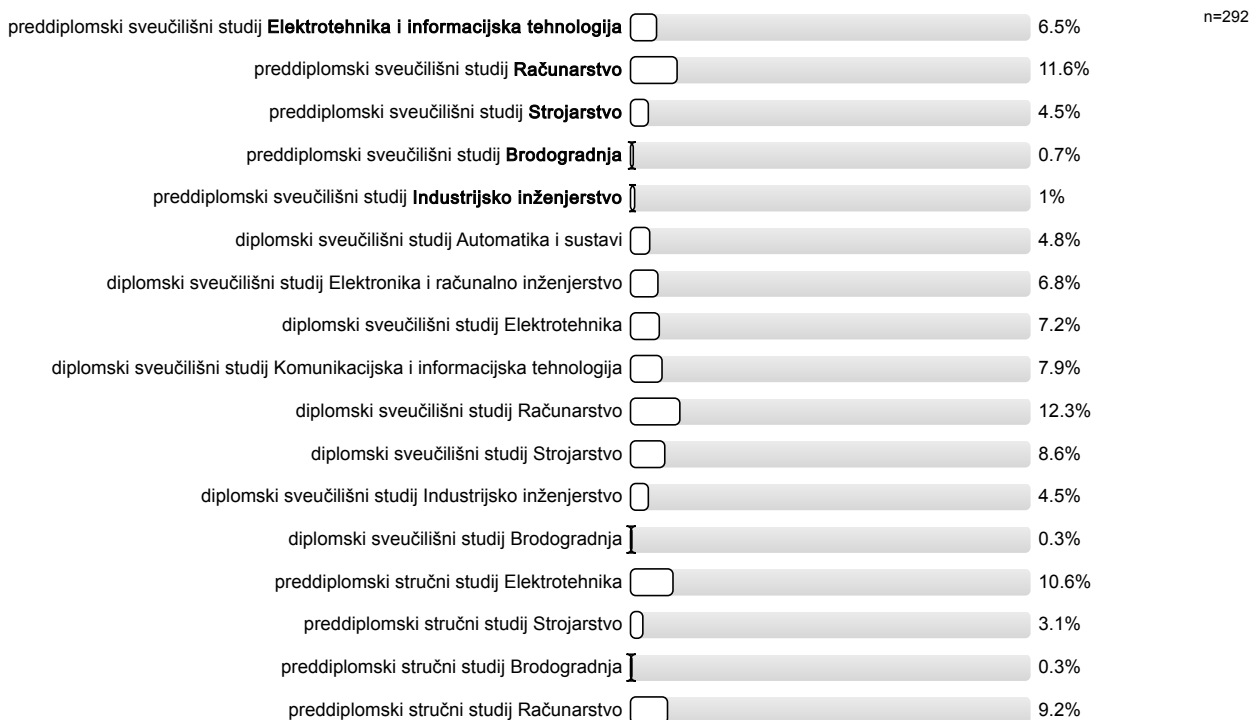 n=292
preddiplomski sveučilišni studij Elektrotehnika i informacijska tehnologija 6.5%
preddiplomski sveučilišni studij Računarstvo 11.6%
preddiplomski sveučilišni studij Strojarstvo 4.5%
preddiplomski sveučilišni studij Brodogradnja 0.7%
preddiplomski sveučilišni studij Industrijsko inženjerstvo 1%
diplomski sveučilišni studij Automatika i sustavi 4.8%
diplomski sveučilišni studij Elektronika i računalno inženjerstvo 6.8%
diplomski sveučilišni studij Elektrotehnika 7.2%
diplomski sveučilišni studij Komunikacijska i informacijska tehnologija 7.9%
diplomski sveučilišni studij Računarstvo 12.3%
diplomski sveučilišni studij Strojarstvo 8.6%
diplomski sveučilišni studij Industrijsko inženjerstvo 4.5%
diplomski sveučilišni studij Brodogradnja 0.3%
preddiplomski stručni studij Elektrotehnika 10.6%
preddiplomski stručni studij Strojarstvo 3.1%
preddiplomski stručni studij Brodogradnja 0.3%
preddiplomski stručni studij Računarstvo 9.2%